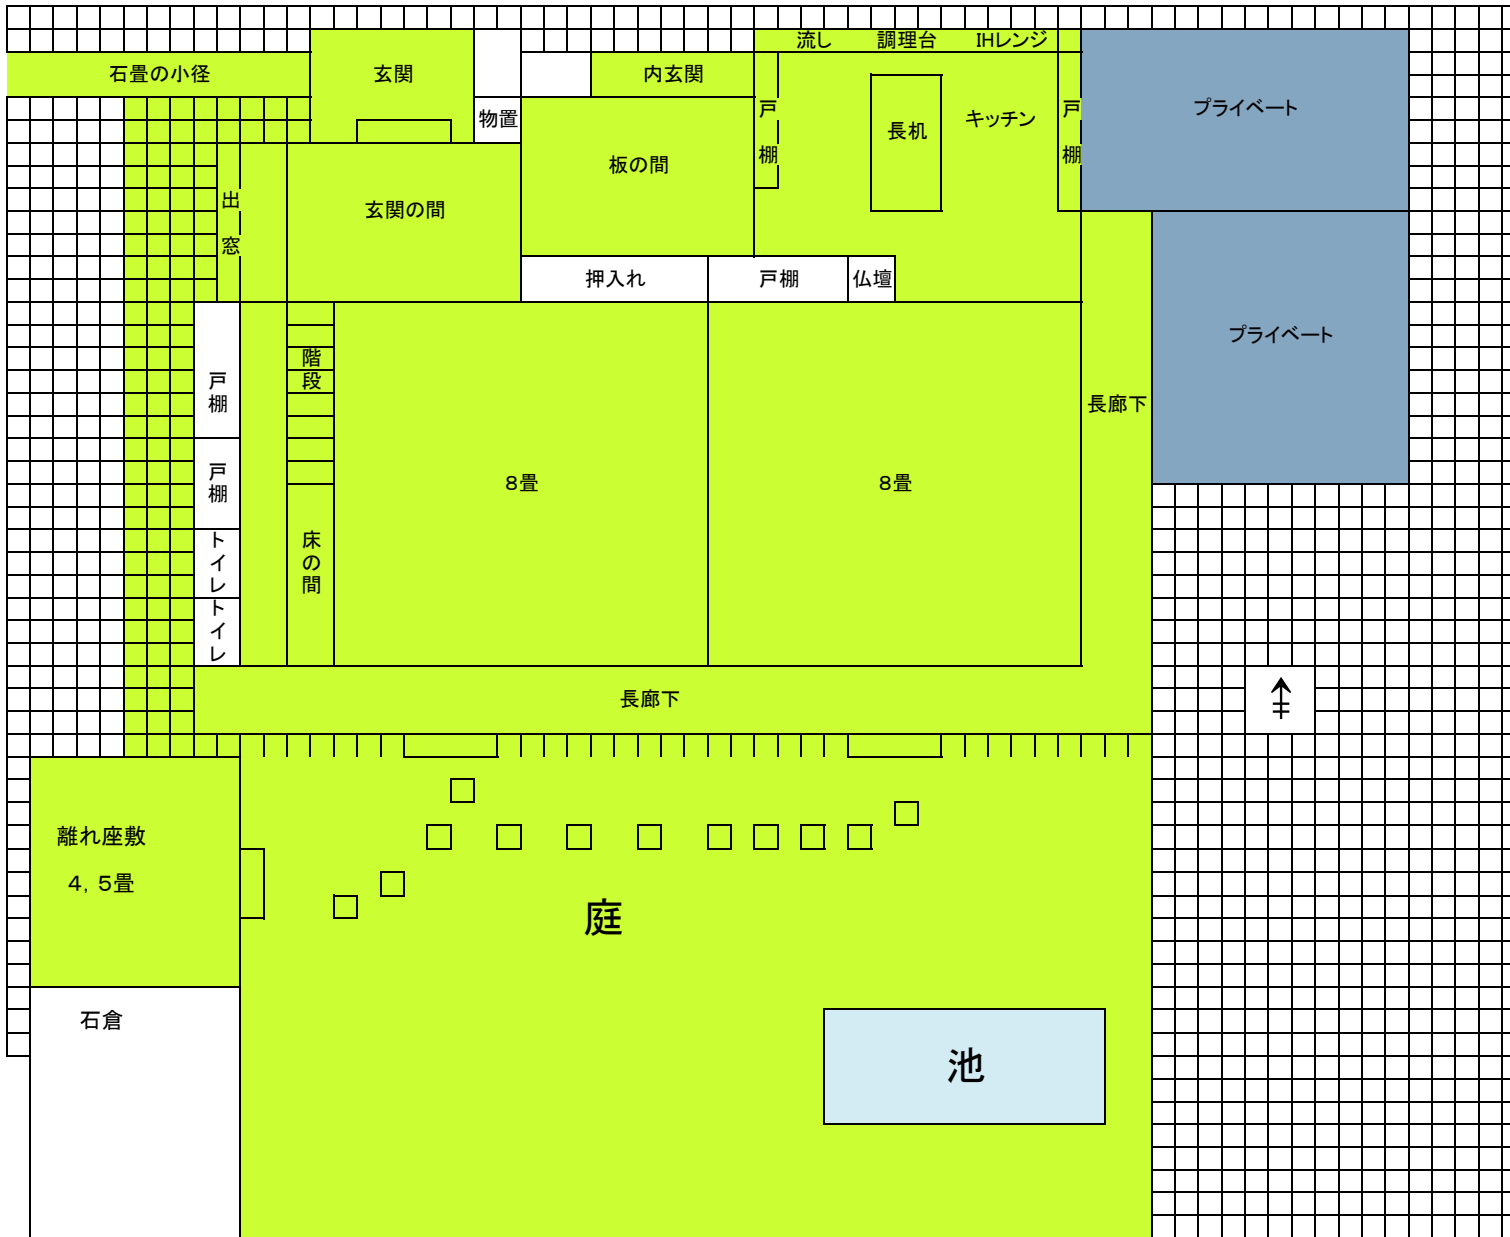 流し 調理台 IHレンジ
石畳の小径
玄関
内玄関
物置
戸棚
長机
キッチン
戸棚
プライベート
板の間
出窓
玄関の間
押入れ
戸棚
仏壇
プライベート
階段
戸棚
長廊下
戸棚
8畳
8畳
トイレ
床の間
トイレ
長廊下
離れ座敷
4,5畳
庭
石倉
池